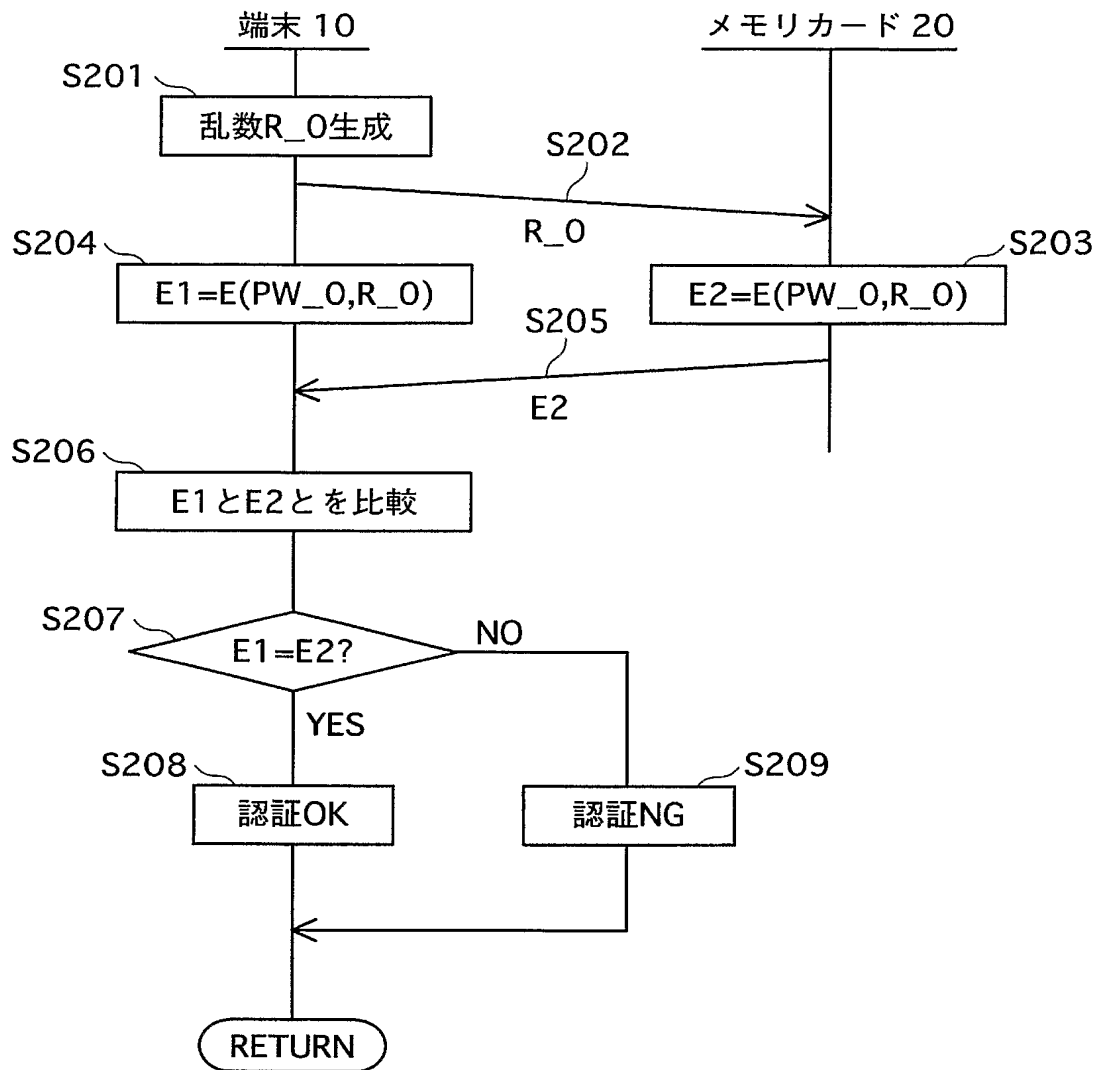 端末 10
メモリカード 20
S201
乱数R_0生成
S202
R_0
S204
E1=E(PW_0,R_0)
S203
E2=E(PW_0,R_0)
S205
E2
S206
E1とE2とを比較
S207
E1=E2?
NO
YES
S208
認証OK
S209
認証NG
RETURN